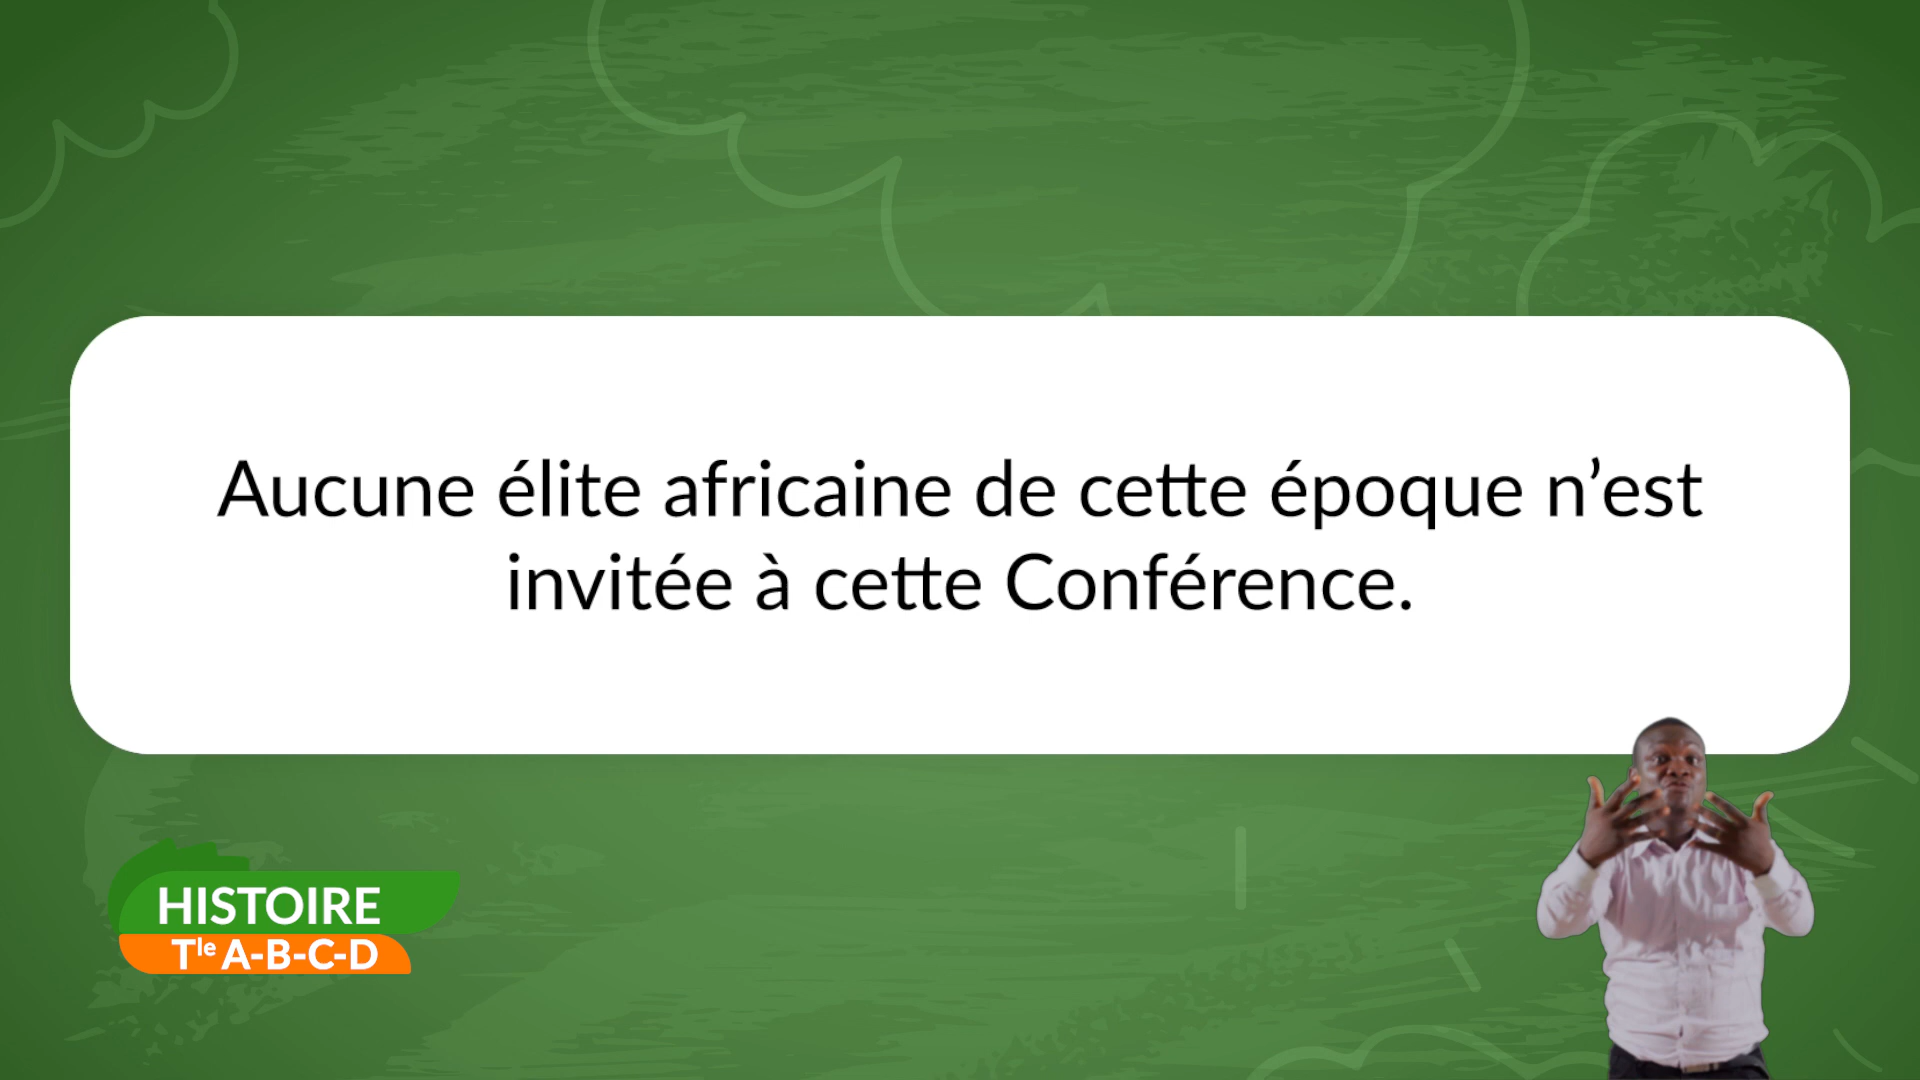 Aucune élite africaine de cette époque n’est
invitée à cette Conférence.
HISTOIRE
Tle A-B-C-D